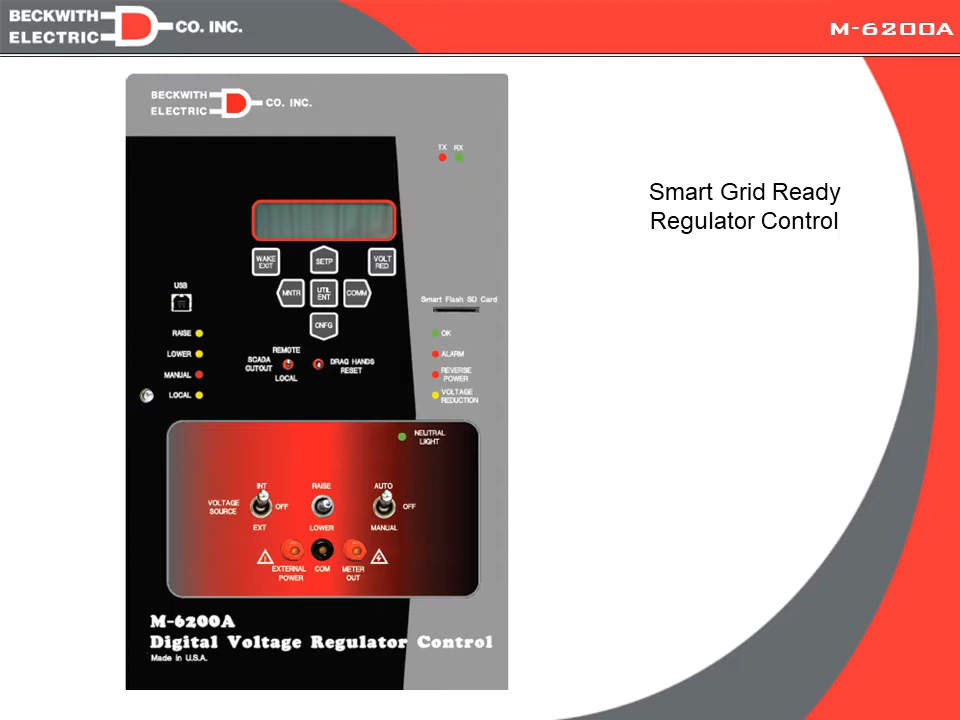 BECKWITH
ELECTRIC CO. INC.
M-6200A
BECKWITH
ELECTRIC CO. INC.
TX RX
Smart Grid Ready
Regulator Control
WAKE
EXIT
SETP
VOLT
RED
MNTR
UTIL
ENT
COMM
CNFG
USB
Smart Flash SD Card
RAISE
LOWER
MANUAL
LOCAL
REMOTE
SCADA
CUTOUT
LOCAL
DRAG HANDS
RESET
OK
ALARM
REVERSE
POWER
VOLTAGE
REDUCTION
NEUTRAL
LIGHT
INT
VOLTAGE
SOURCE
OFF
EXT
RAISE
LOWER
AUTO
OFF
MANUAL
EXTERNAL
POWER
COM
METER
OUT
M-6200A
Digital Voltage Regulator Control
Made in U.S.A.